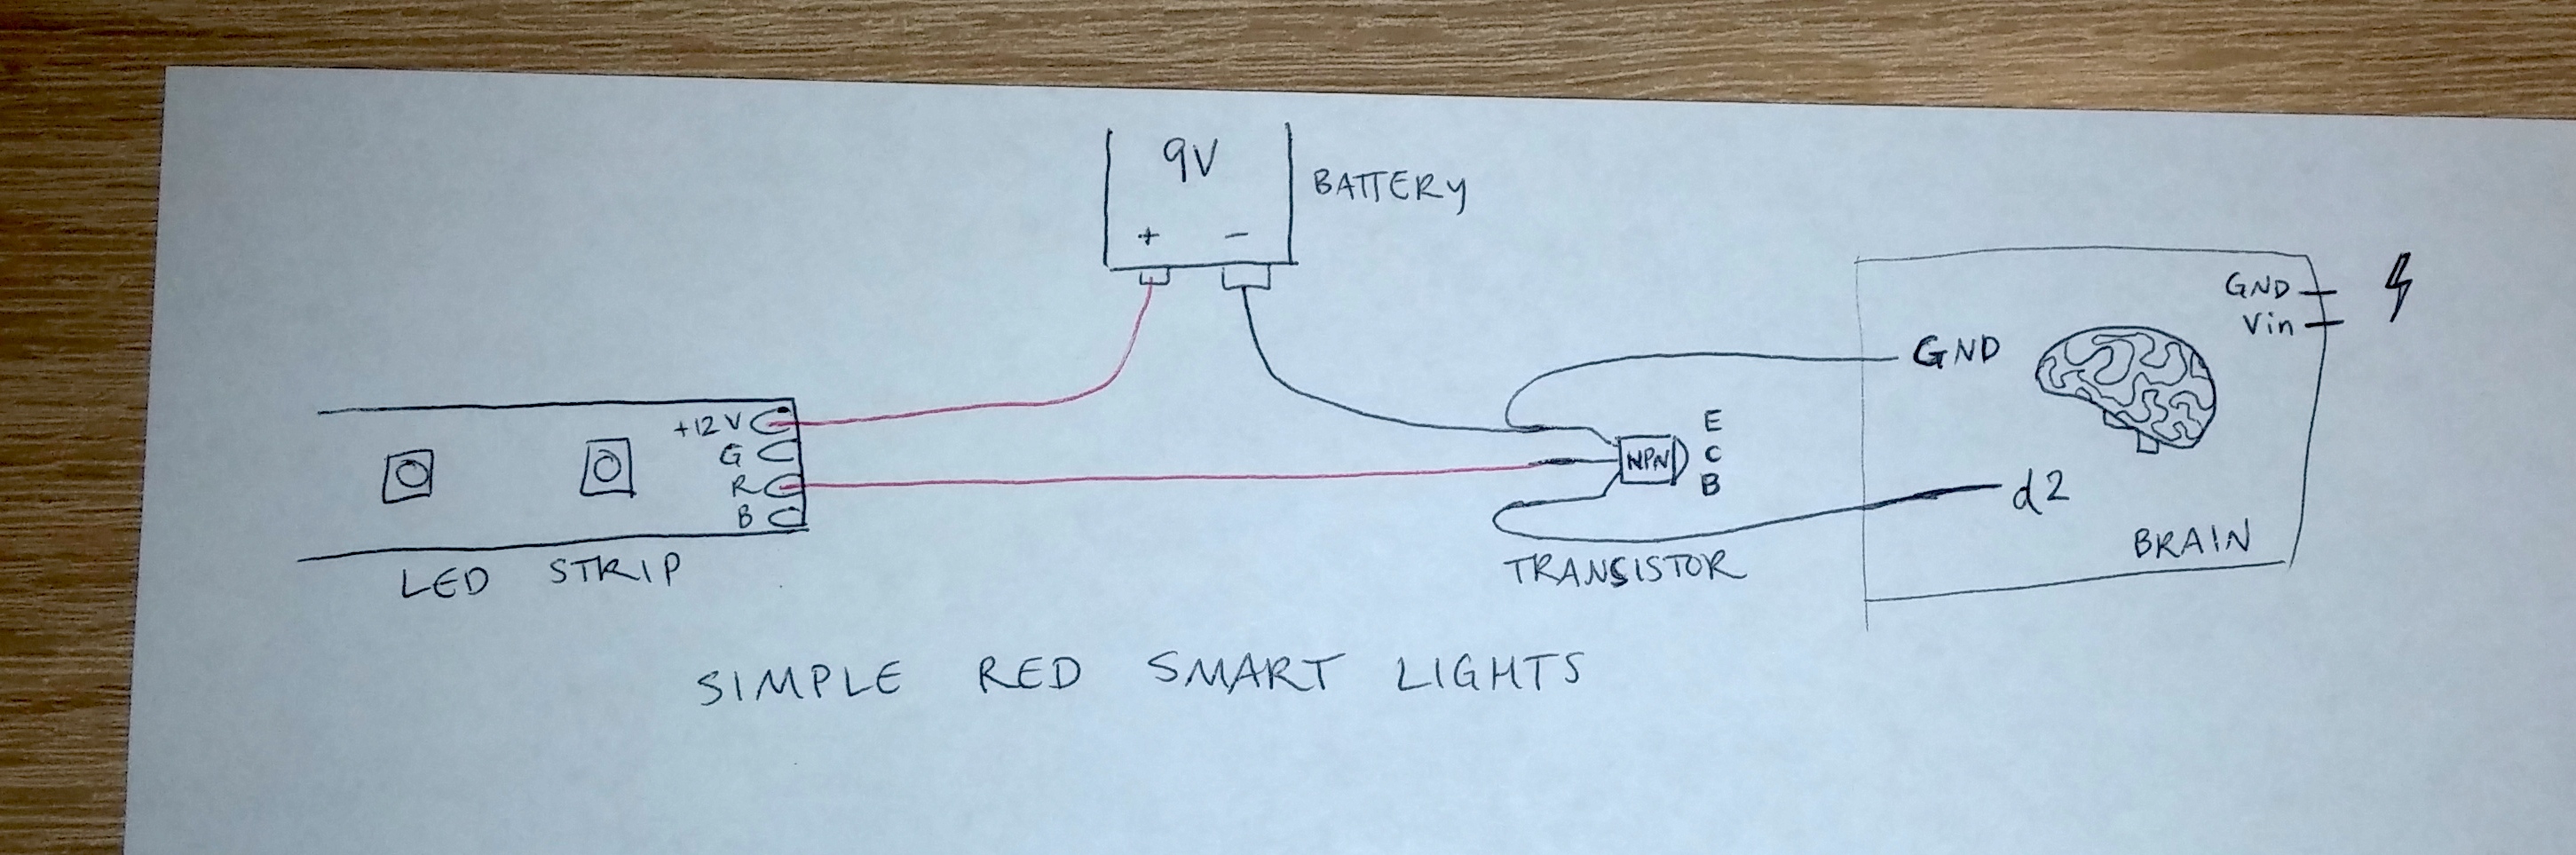 9V
+ −
BATTERY
+12V
G
R
B
LED STRIP
NPN
E
C
B
TRANSISTOR
GND
Vin
GND
d2
BRAIN
SIMPLE RED SMART LIGHTS